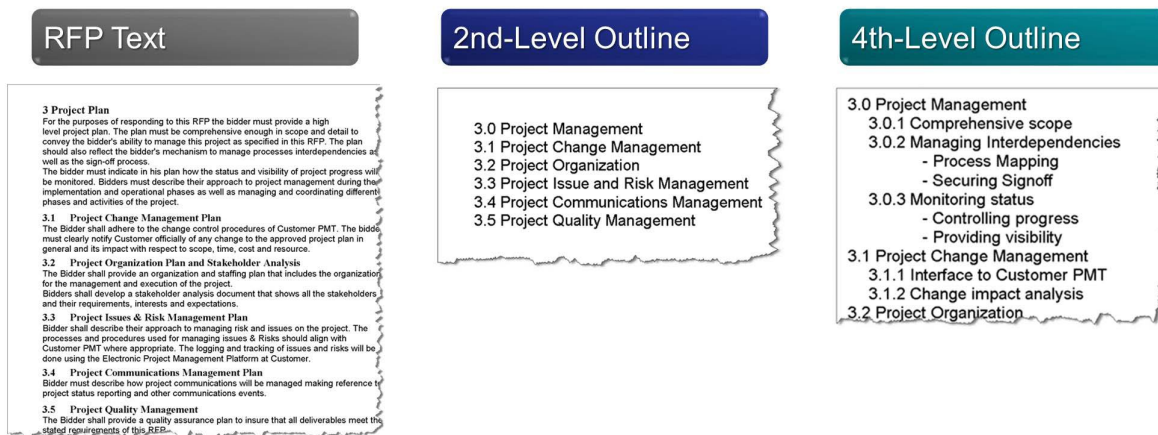 RFP Text
3 Project Plan
For the purposes of responding to this RFP the bidder must provide a high
level project plan. The plan must be comprehensive enough in scope and detail to
convey the bidder's ability to manage this project as specified in this RFP. The plan
should also reflect the bidder's mechanism to manage processes interdependencies as
well as the sign-off process.
The bidder must indicate in his plan how the status and visibility of project progress will
be monitored. Bidders must describe their approach to project management during the
implementation and operational phases as well as managing and coordinating different
phases and activities of the project.
3.1 Project Change Management Plan
The Bidder shall adhere to the change control procedures of Customer PMT. The bidde
must clearly notify Customer officially of any change to the approved project plan in
general and its impact with respect to scope, time, cost and resource.
3.2 Project Organization Plan and Stakeholder Analysis
The Bidder shall provide an organization and staffing plan that includes the organization
for the management and execution of the project.
Bidders shall develop a stakeholder analysis document that shows all the stakeholders
and their requirements, interests and expectations.
3.3 Project Issues & Risk Management Plan
Bidder shall describe their approach to managing risk and issues on the project. The
processes and procedures used for managing issues & Risks should align with
Customer PMT where appropriate. The logging and tracking of issues and risks will be
done using the Electronic Project Management Platform at Customer.
3.4 Project Communications Management Plan
Bidder must describe how project communications will be managed making reference to
project status reporting and other communications events.
3.5 Project Quality Management
The Bidder shall provide a quality assurance plan to insure that all deliverables meet the
stated requirements of this RFP
2nd-Level Outline
3.0 Project Management
3.1 Project Change Management
3.2 Project Organization
3.3 Project Issue and Risk Management
3.4 Project Communications Management
3.5 Project Quality Management
4th-Level Outline
3.0 Project Management
3.0.1 Comprehensive scope
3.0.2 Managing Interdependencies
- Process Mapping
- Securing Signoff
3.0.3 Monitoring status
- Controlling progress
- Providing visibility
3.1 Project Change Management
3.1.1 Interface to Customer PMT
3.1.2 Change impact analysis
3.2 Project Organization